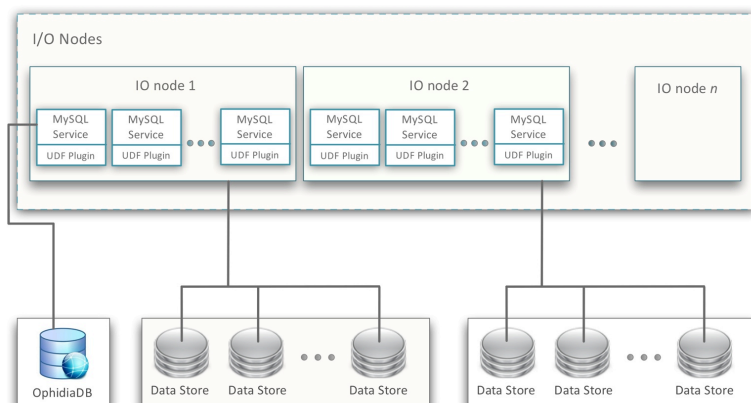 I/O Nodes
IO node 1
IO node 2
IO node n
MySQL
Service
UDF Plugin
MySQL
Service
UDF Plugin
MySQL
Service
UDF Plugin
MySQL
Service
UDF Plugin
MySQL
Service
UDF Plugin
MySQL
Service
UDF Plugin
OphidiaDB
Data Store
Data Store
Data Store
Data Store
Data Store
Data Store